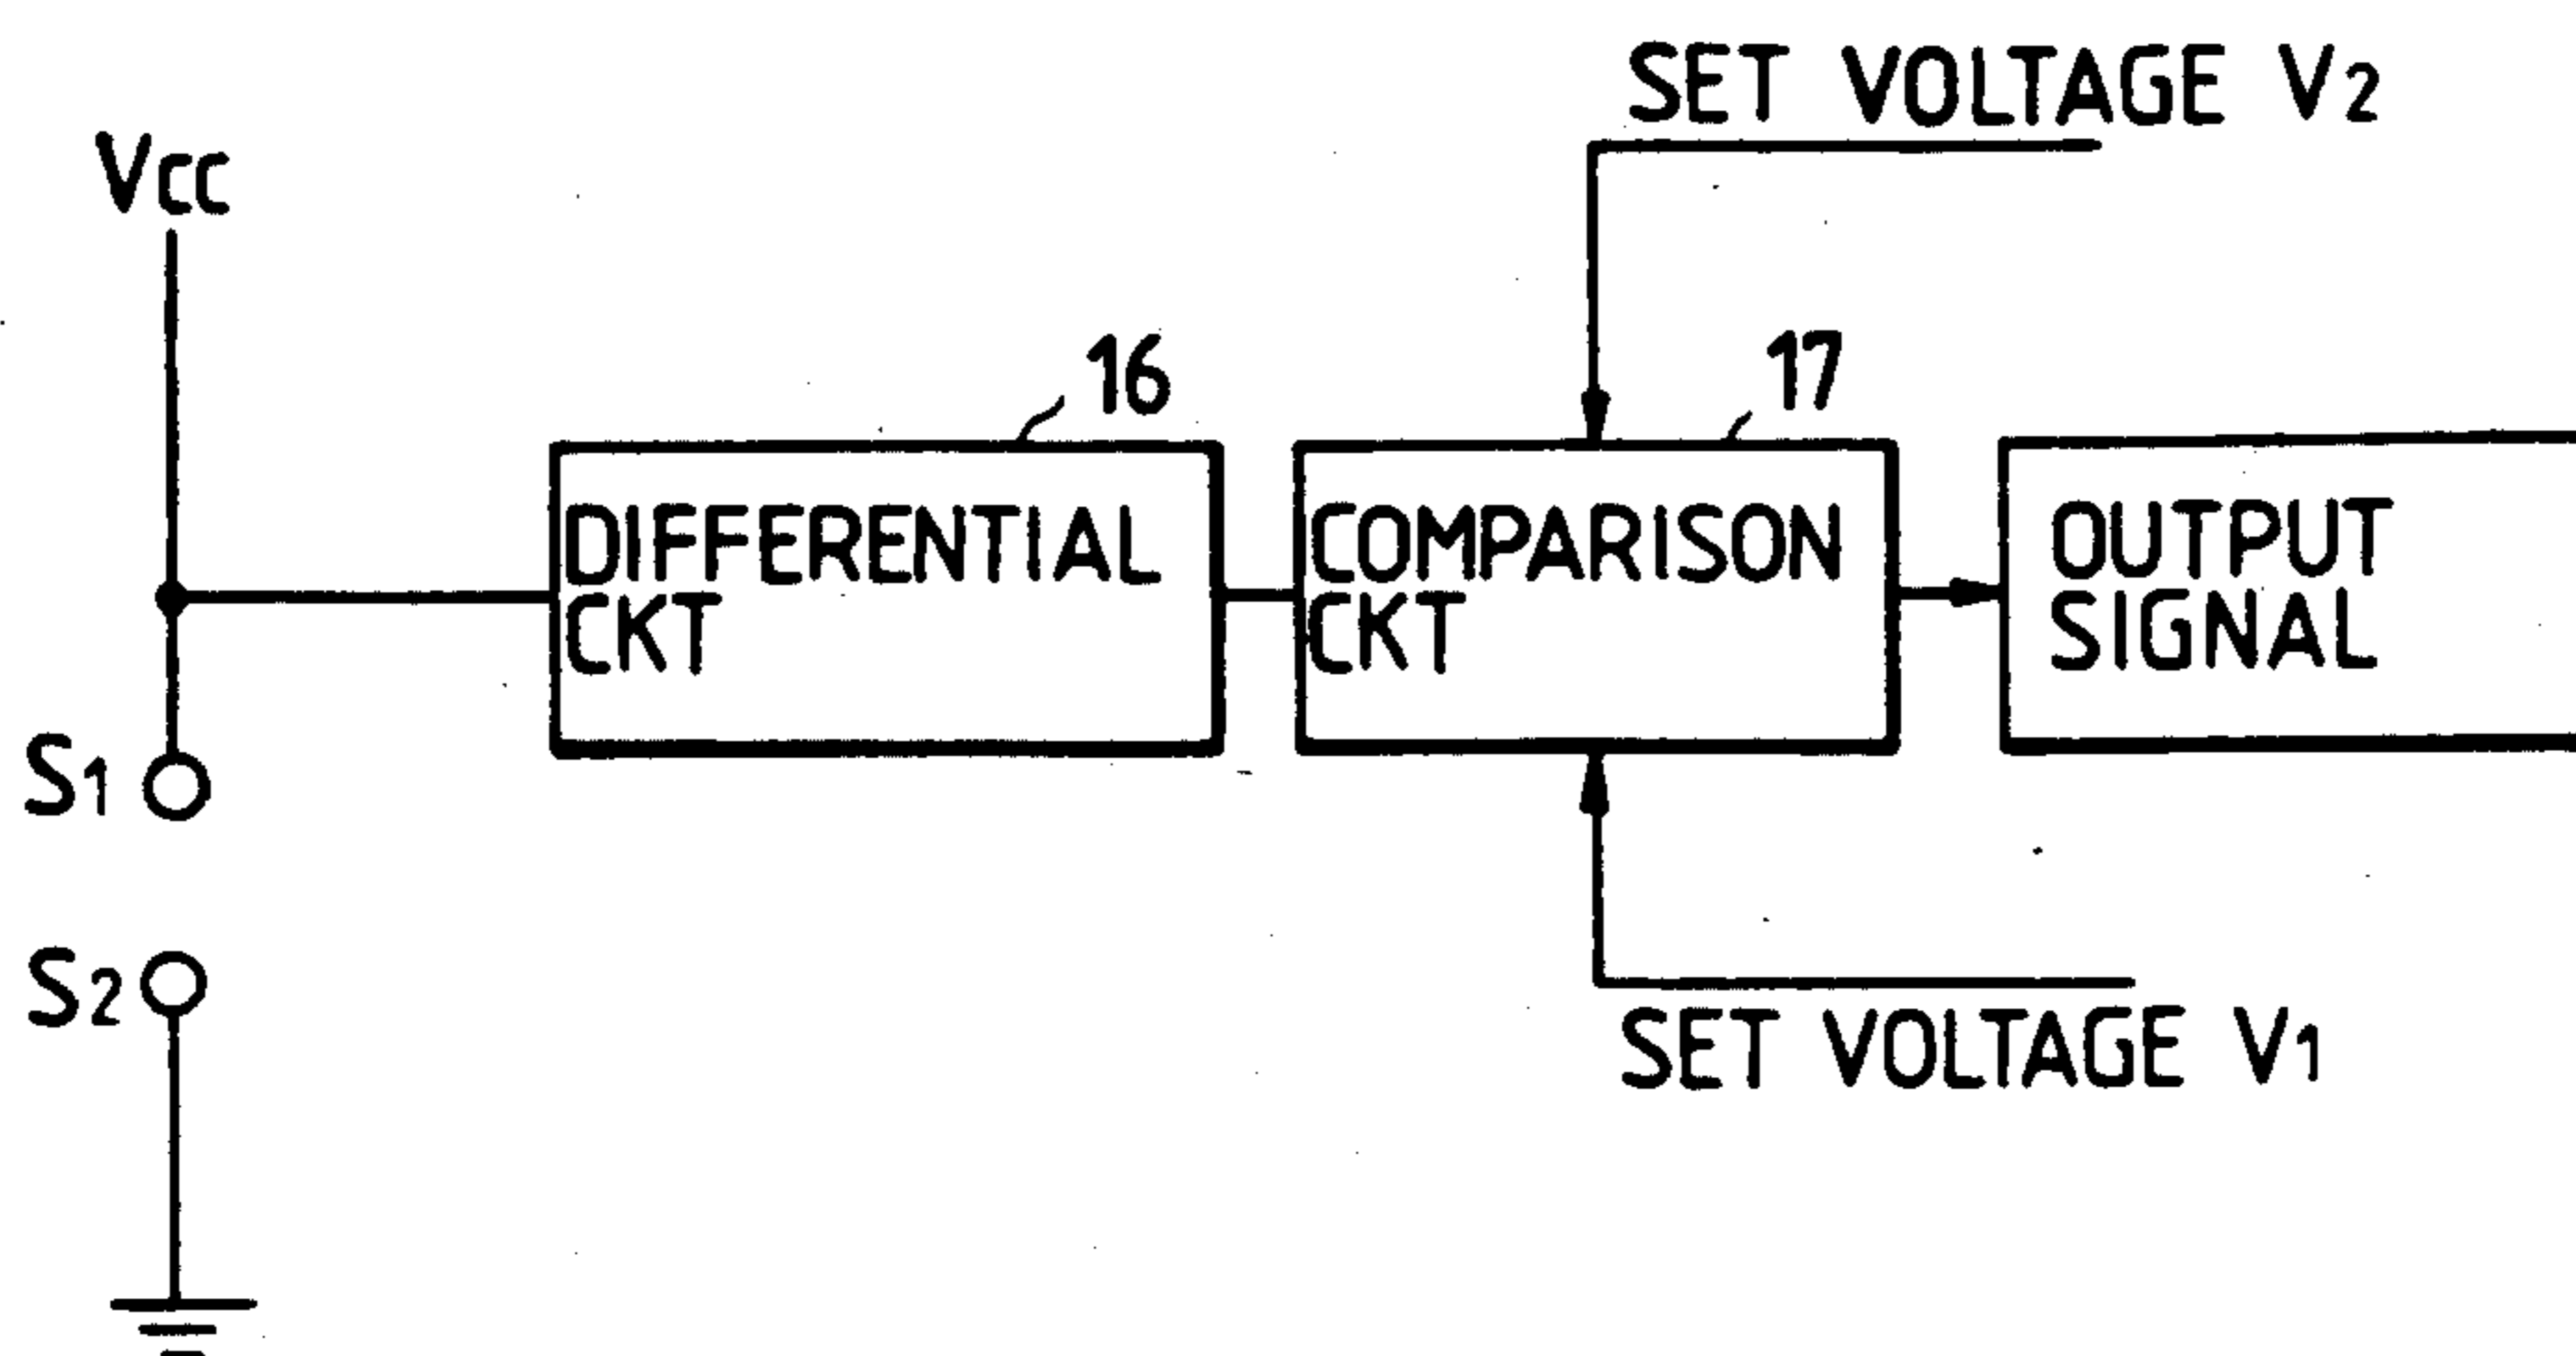 SET VOLTAGE V2
Vcc
16
17
DIFFERENTIAL
CKT
COMPARISON
CKT
OUTPUT
SIGNAL
S1
S2
SET VOLTAGE V1